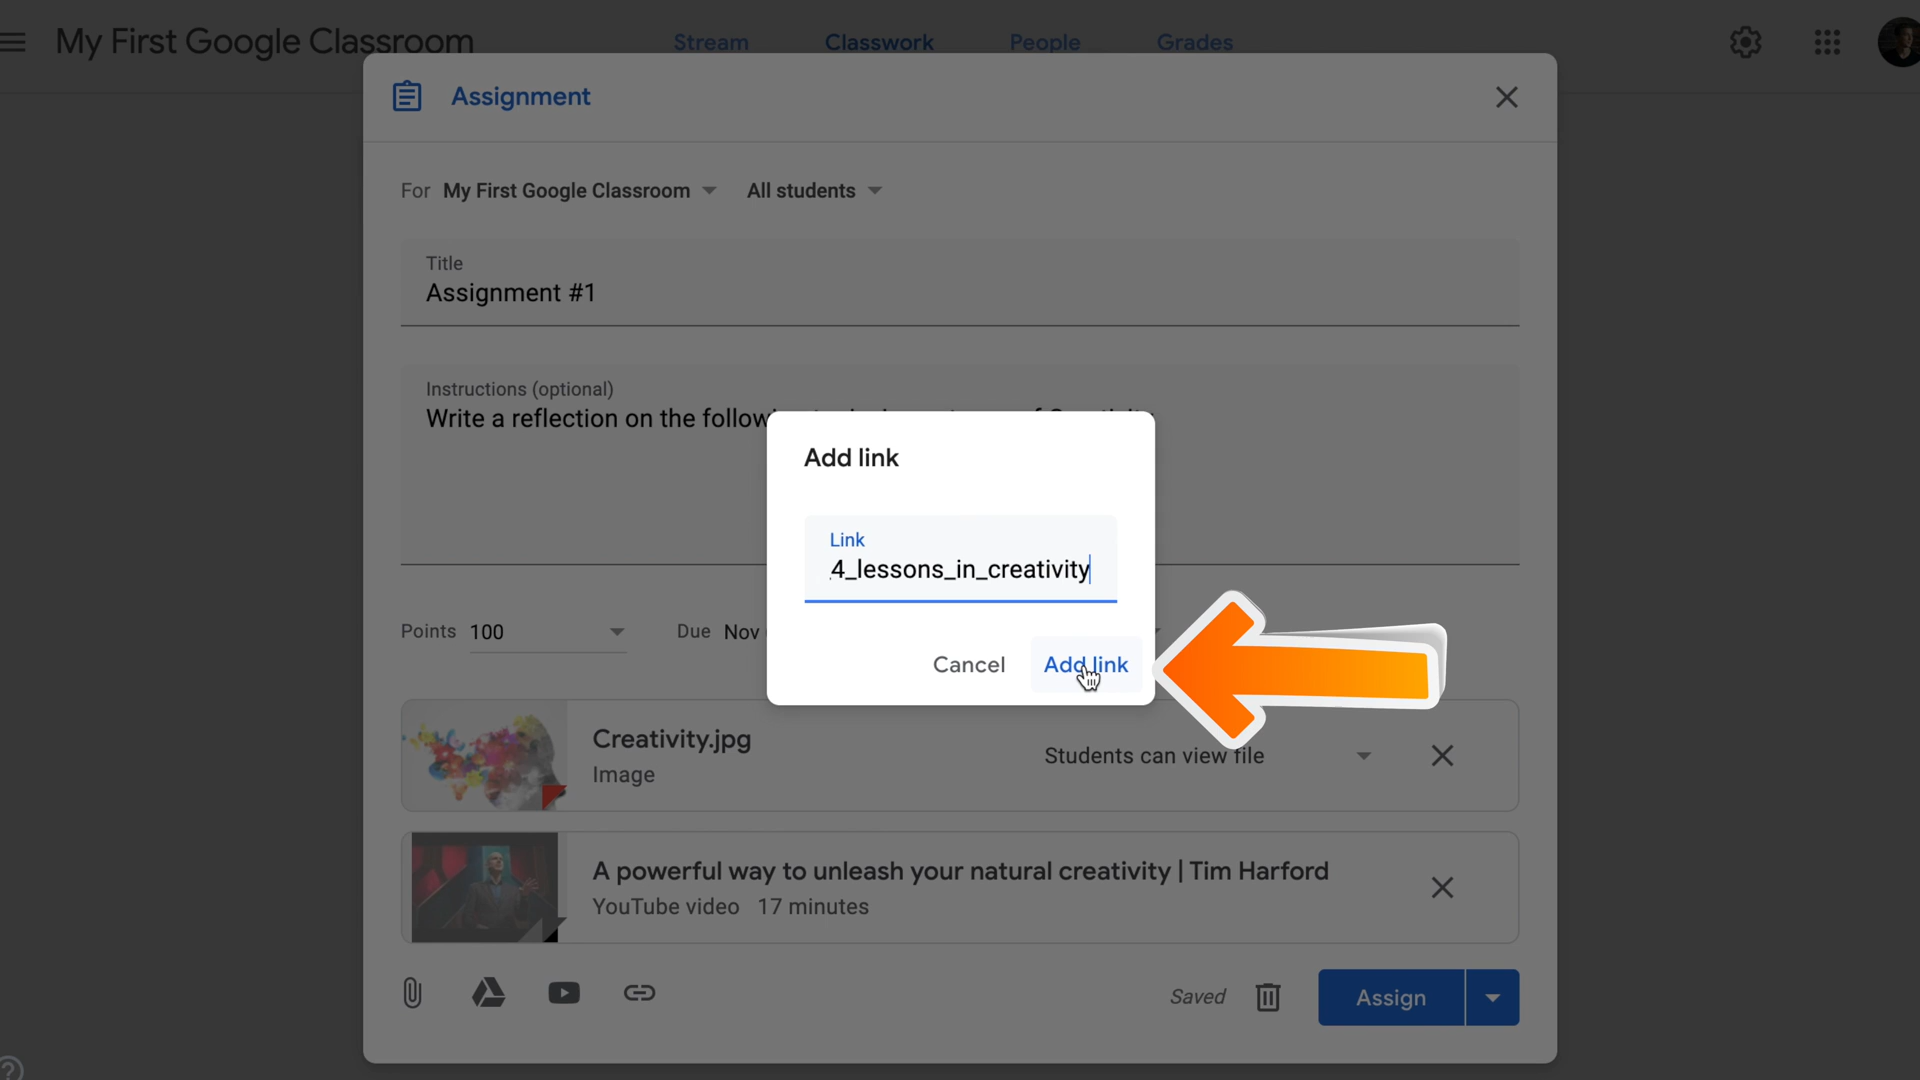 My First Google Classroom
Stream Classwork People Grades
Assignment
For My First Google Classroom All students
Title
Assignment #1
Instructions (optional)
Write a reflection on the
Add link
Link
4_lessons_in_creativity
Points 100 Due Nov
Cancel Add link
Creativity.jpg
Image
Students can view file
A powerful way to unleash your natural creativity | Tim Harford
YouTube video 17 minutes
Saved Assign